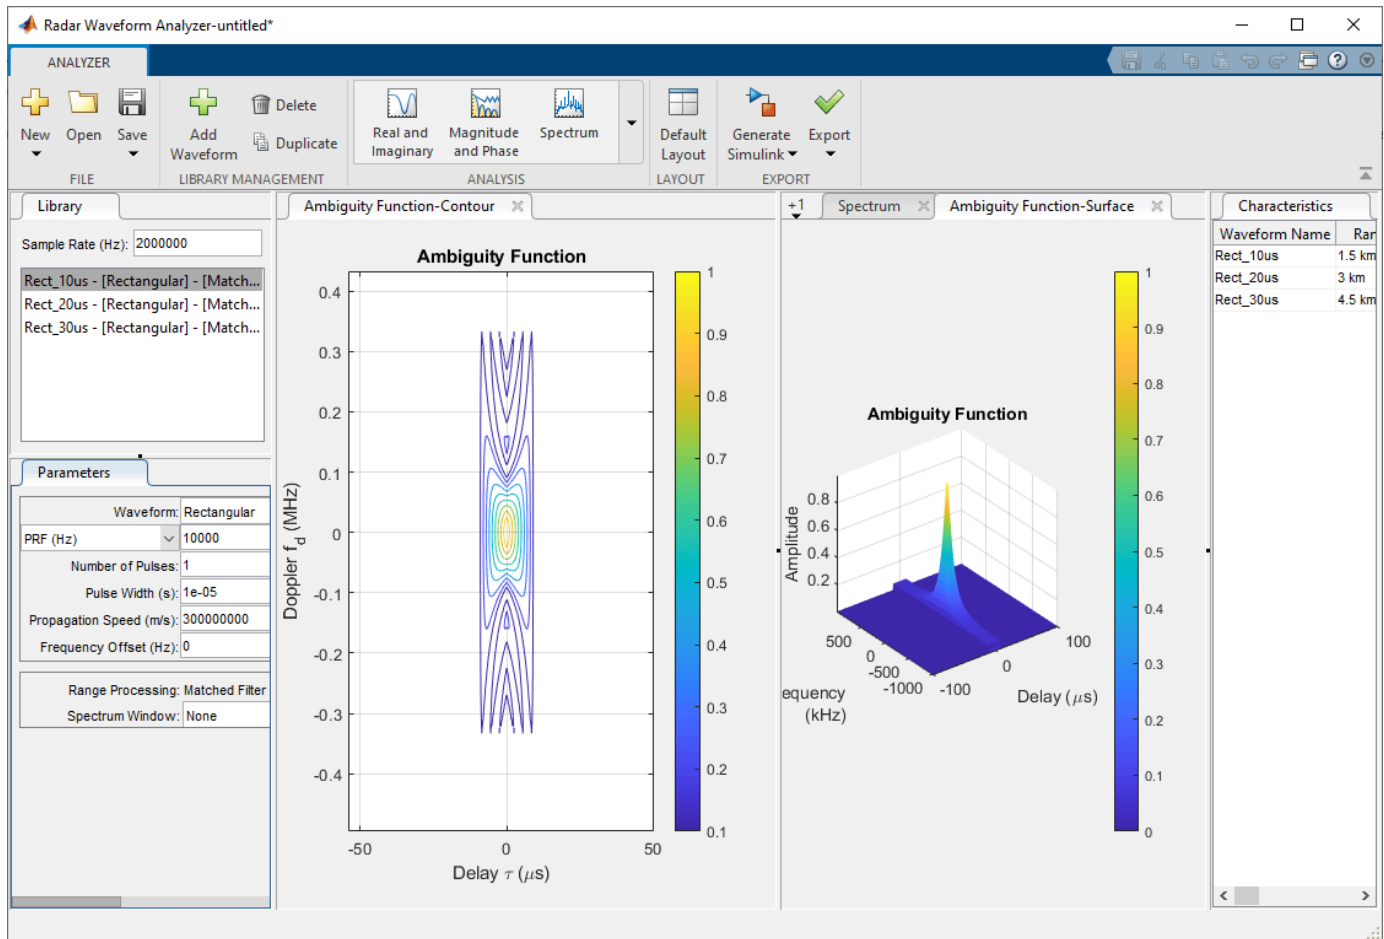 Radar Waveform Analyzer-untitled*
ANALYZER
New
Open
Save
FILE
Add
Waveform
Delete
Duplicate
LIBRARY MANAGEMENT
Real and
Imaginary
Magnitude
and Phase
Spectrum
ANALYSIS
Default
Layout
LAYOUT
Generate
Simulink
Export
EXPORT
Library
Sample Rate (Hz): 2000000
Rect_10us - [Rectangular] - [Match...
Rect_20us - [Rectangular] - [Match...
Rect_30us - [Rectangular] - [Match...
Parameters
Waveform: Rectangular
PRF (Hz) 10000
Number of Pulses: 1
Pulse Width (s): 1e-05
Propagation Speed (m/s): 300000000
Frequency Offset (Hz): 0
Range Processing: Matched Filter
Spectrum Window: None
Ambiguity Function-Contour
Ambiguity Function
0.4
0.3
0.2
0.1
0
-0.1
-0.2
-0.3
-0.4
Doppler f_d (MHz)
-50 0 50
Delay τ (μs)
1
0.9
0.8
0.7
0.6
0.5
0.4
0.3
0.2
0.1
+1
Spectrum
Ambiguity Function-Surface
Ambiguity Function
0.8
0.6
0.4
0.2
Amplitude
500
0
-500
-1000
equency
(kHz)
-100
0
100
Delay (μs)
1
0.9
0.8
0.7
0.6
0.5
0.4
0.3
0.2
0.1
0
Characteristics
Waveform Name Ran
Rect_10us 1.5 km
Rect_20us 3 km
Rect_30us 4.5 km